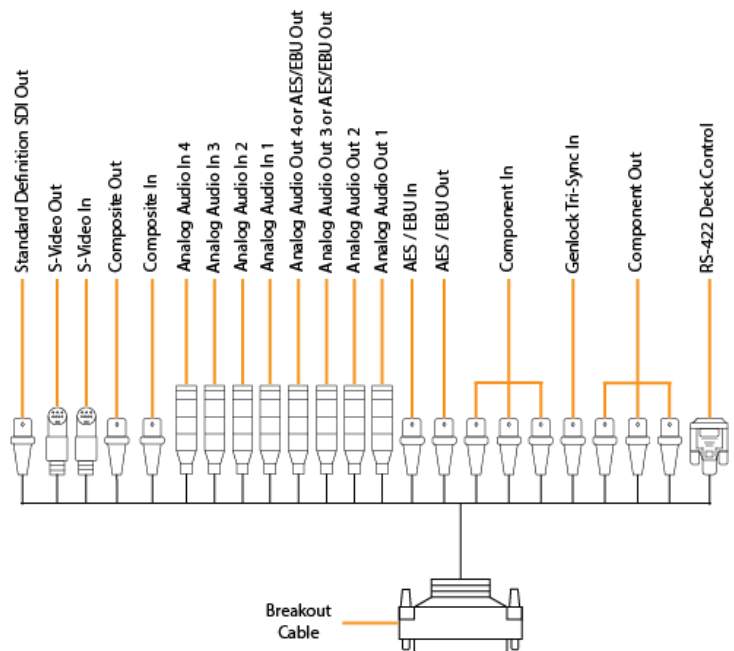 Standard Definition SDI Out
S-Video Out
S-Video In
Composite Out
Composite In
Analog Audio In 4
Analog Audio In 3
Analog Audio In 2
Analog Audio In 1
Analog Audio Out 4 or AES/EBU Out
Analog Audio Out 3 or AES/EBU Out
Analog Audio Out 2
Analog Audio Out 1
AES / EBU In
AES / EBU Out
Component In
Genlock Tri-Sync In
Component Out
RS-422 Deck Control
Breakout
Cable